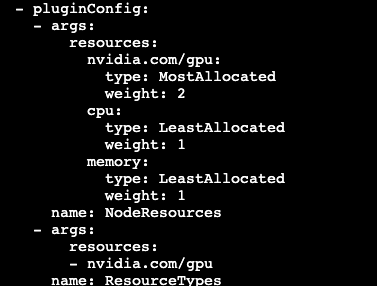 - pluginConfig:
  - args:
      resources:
        nvidia.com/gpu:
          type: MostAllocated
          weight: 2
        cpu:
          type: LeastAllocated
          weight: 1
        memory:
          type: LeastAllocated
          weight: 1
    name: NodeResources
  - args:
      resources:
      - nvidia.com/gpu
    name: ResourceTypes